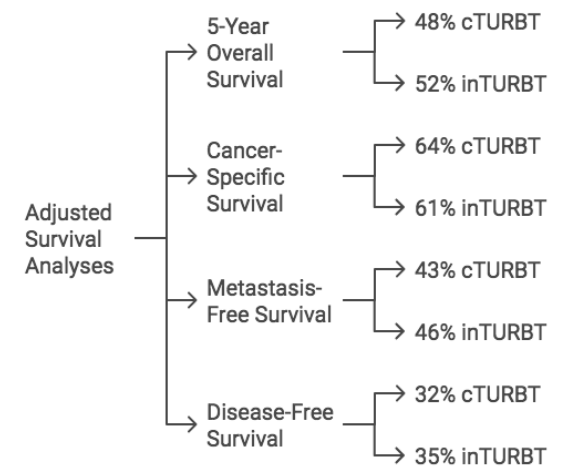 Adjusted
Survival
Analyses
5-Year
Overall
Survival
48% cTURBT
52% inTURBT
Cancer-
Specific
Survival
64% cTURBT
61% inTURBT
Metastasis-
Free Survival
43% cTURBT
46% inTURBT
Disease-Free
Survival
32% cTURBT
35% inTURBT